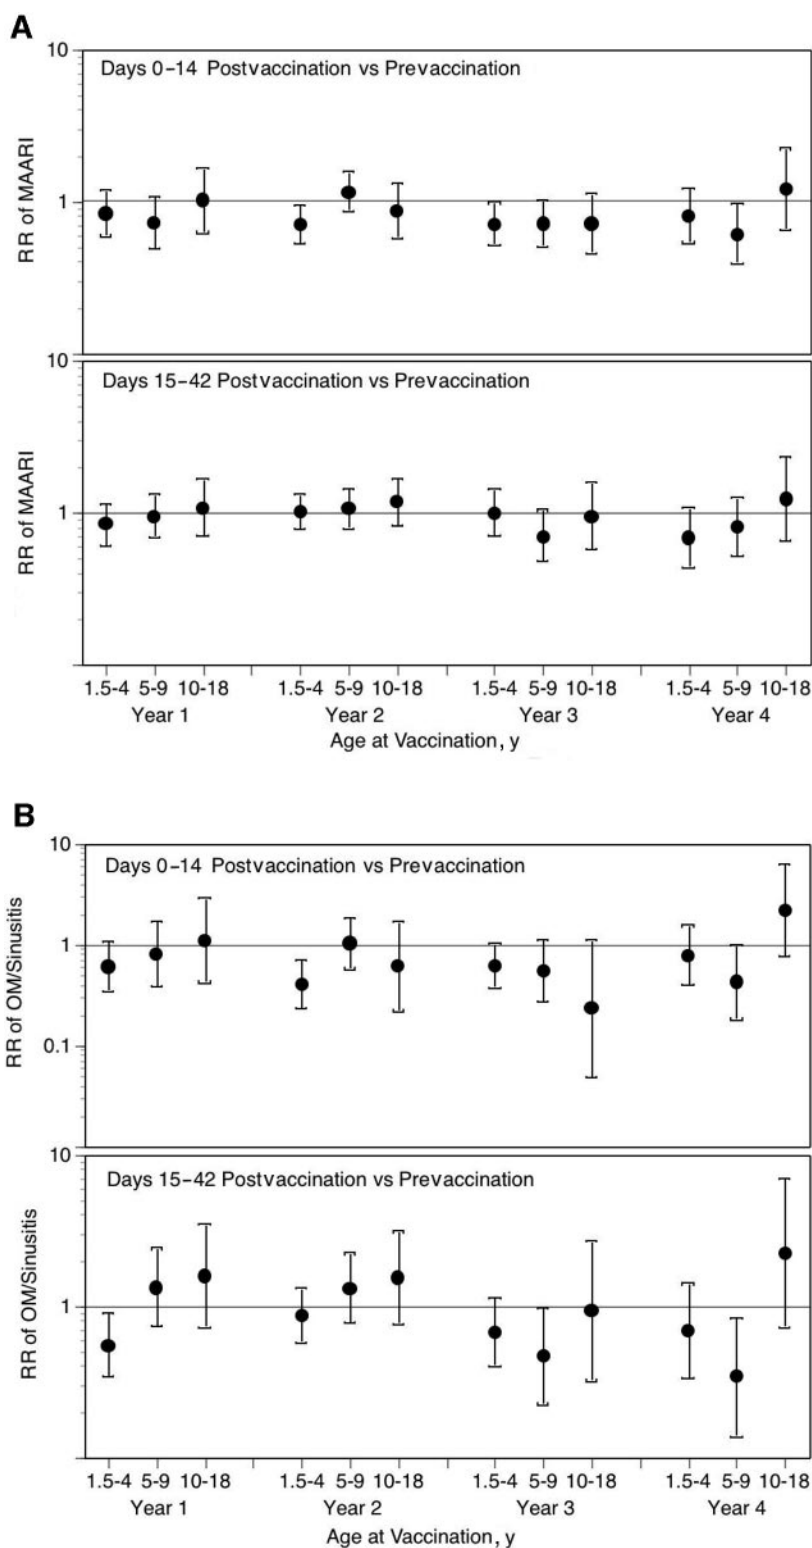 A
10
Days 0–14 Postvaccination vs Prevaccination
RR of MAARI
1
10
Days 15–42 Postvaccination vs Prevaccination
RR of MAARI
1
1.5-4 5-9 10-18 1.5-4 5-9 10-18 1.5-4 5-9 10-18 1.5-4 5-9 10-18
Year 1 Year 2 Year 3 Year 4
Age at Vaccination, y
B
10
Days 0–14 Postvaccination vs Prevaccination
RR of OM/Sinusitis
1
0.1
10
Days 15–42 Postvaccination vs Prevaccination
RR of OM/Sinusitis
1
1.5-4 5-9 10-18 1.5-4 5-9 10-18 1.5-4 5-9 10-18 1.5-4 5-9 10-18
Year 1 Year 2 Year 3 Year 4
Age at Vaccination, y